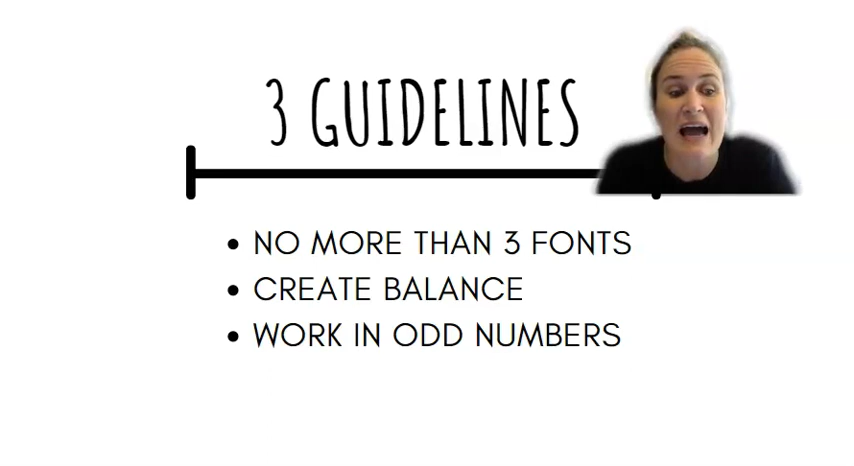 3 GUIDELINES
NO MORE THAN 3 FONTS
CREATE BALANCE
WORK IN ODD NUMBERS